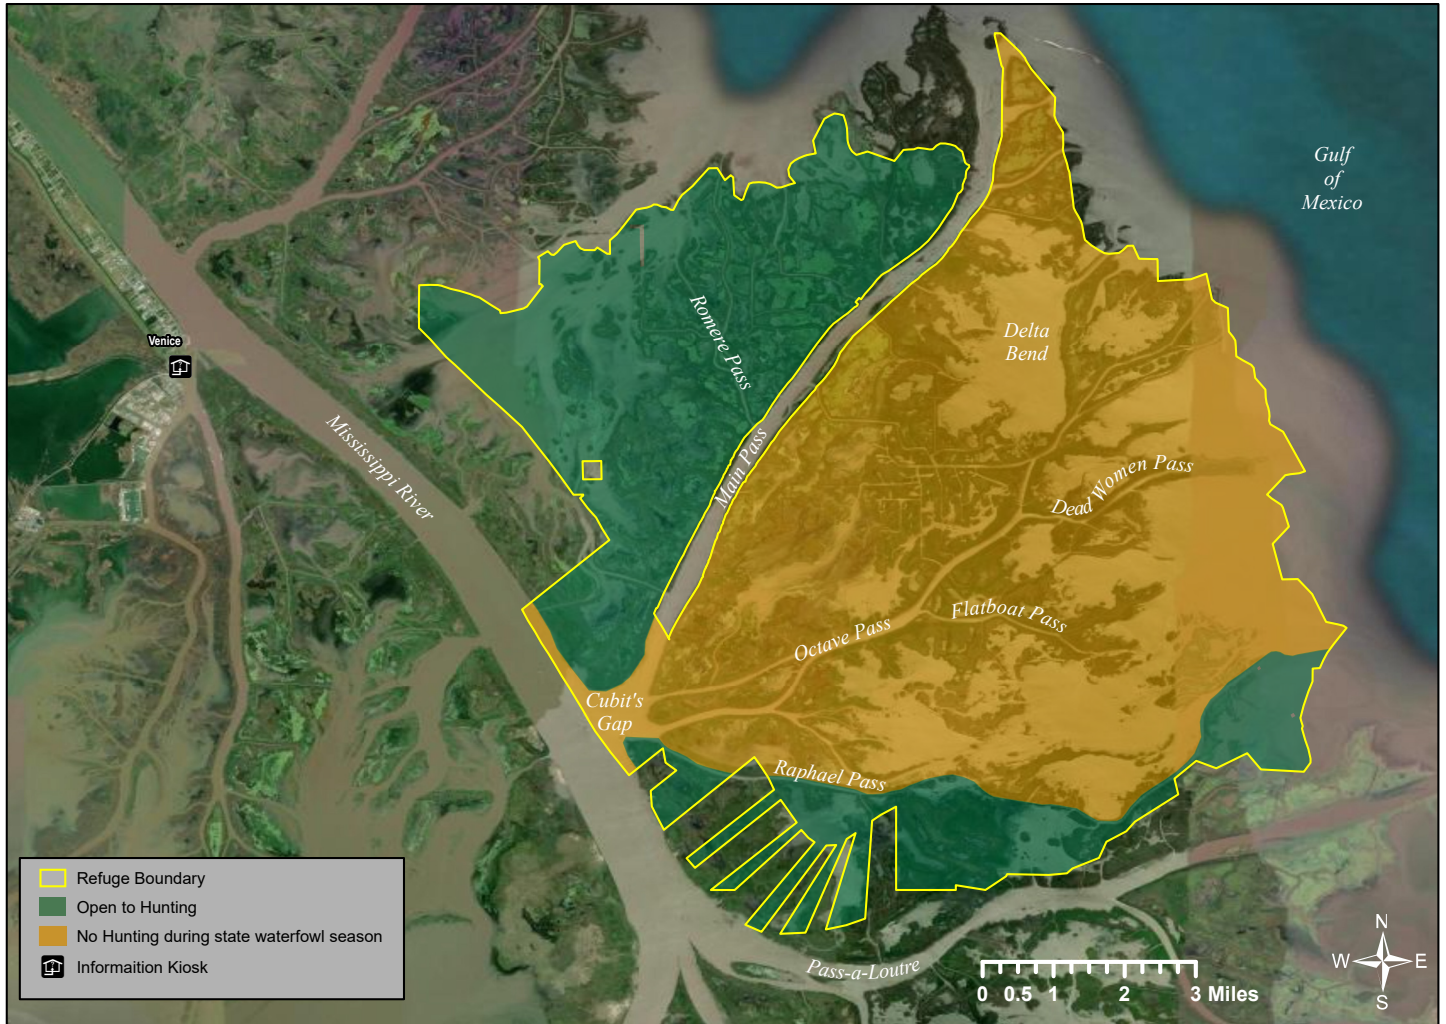 Gulf
of
Mexico
Venice
Romere Pass
Delta
Bend
Mississippi River
Main Pass
Dead Women Pass
Flatboat Pass
Octave Pass
Cubit's
Gap
Raphael Pass
Pass-a-Loutre
Refuge Boundary
Open to Hunting
No Hunting during state waterfowl season
Informaition Kiosk
0 0.5 1 2 3 Miles
N
W E
S